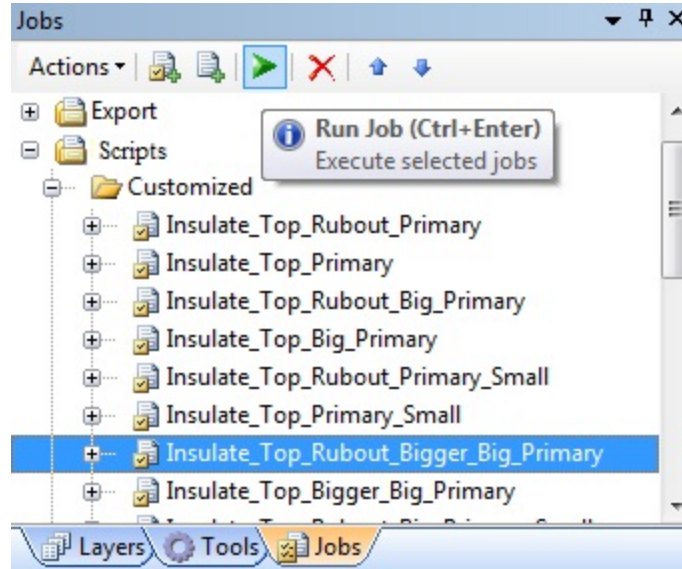 Jobs
Actions
Export
Run Job (Ctrl+Enter)
Scripts
Execute selected jobs
Customized
Insulate_Top_Rubout_Primary
Insulate_Top_Primary
Insulate_Top_Rubout_Big_Primary
Insulate_Top_Big_Primary
Insulate_Top_Rubout_Primary_Small
Insulate_Top_Primary_Small
Insulate_Top_Rubout_Bigger_Big_Primary
Insulate_Top_Bigger_Big_Primary
Layers Tools Jobs